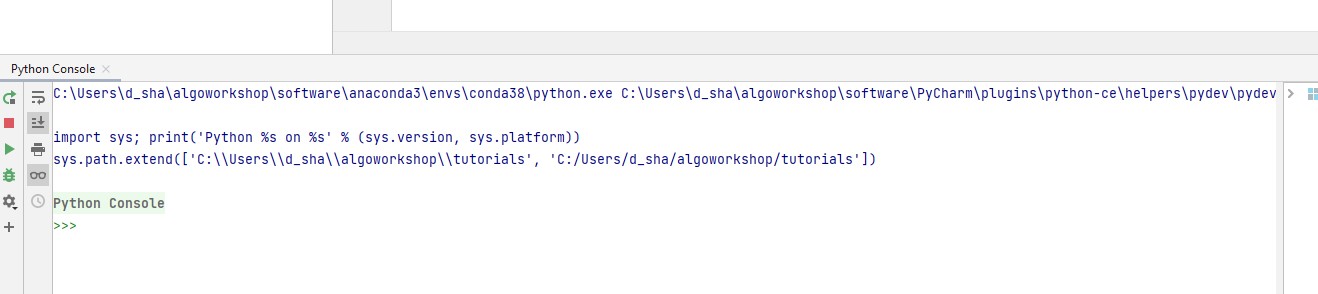 Python Console
C:\Users\d_sha\algoworkshop\software\anaconda3\envs\conda38\python.exe C:\Users\d_sha\algoworkshop\software\PyCharm\plugins\python-ce\helpers\pydev\pydev
import sys; print('Python %s on %s' % (sys.version, sys.platform))
sys.path.extend(['C:\\Users\\d_sha\\algoworkshop\\tutorials', 'C:/Users/d_sha/algoworkshop/tutorials'])
Python Console
>>>